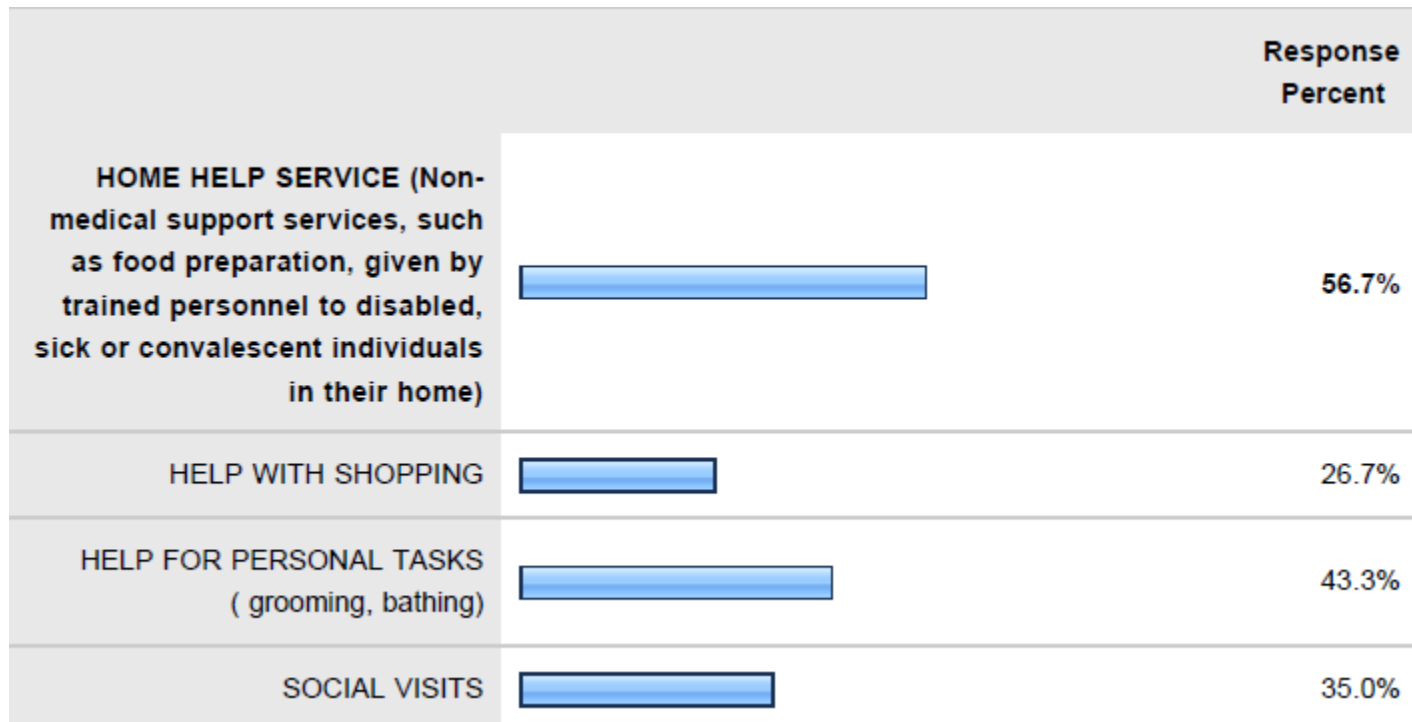 Response
Percent
HOME HELP SERVICE (Non-
medical support services, such
as food preparation, given by
trained personnel to disabled,
sick or convalescent individuals
in their home)
56.7%
HELP WITH SHOPPING
26.7%
HELP FOR PERSONAL TASKS
( grooming, bathing)
43.3%
SOCIAL VISITS
35.0%